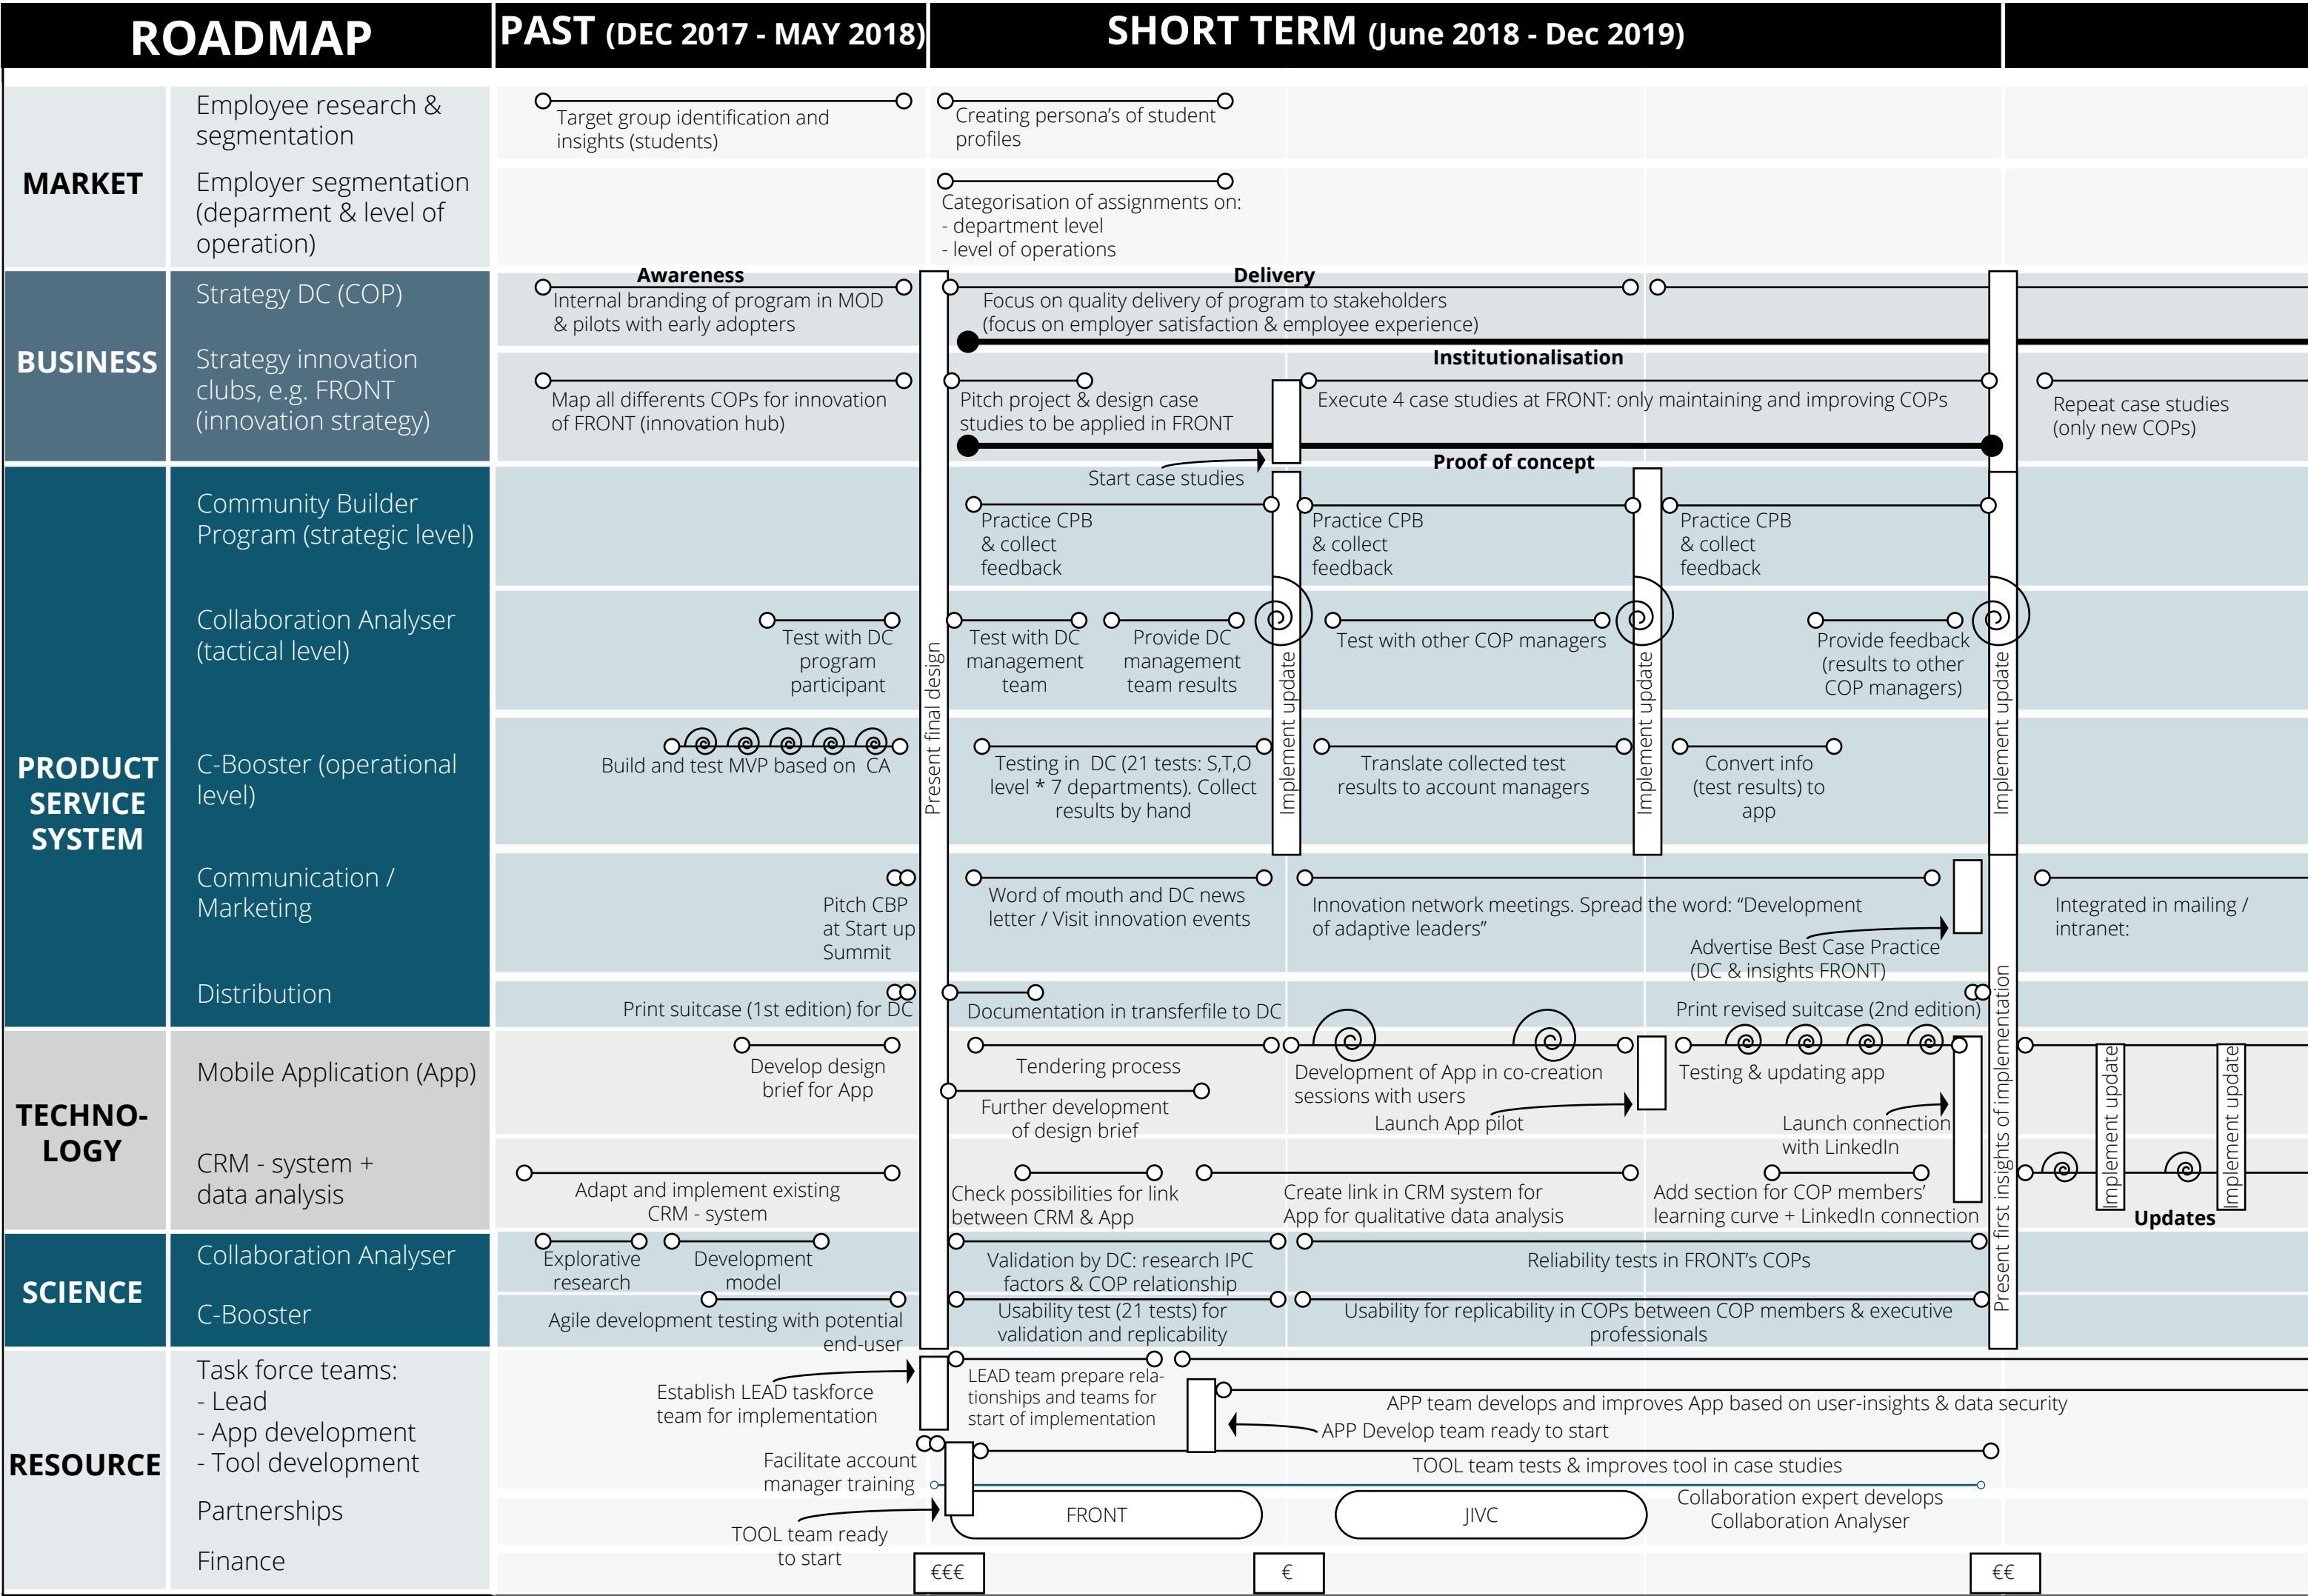 ROADMAP
PAST (DEC 2017 - MAY 2018)
SHORT TERM (June 2018 - Dec 2019)
MARKET
Employee research &
segmentation
Target group identification and
insights (students)
Creating persona's of student
profiles
Employer segmentation
(deparment & level of
operation)
Categorisation of assignments on:
- department level
- level of operations
BUSINESS
Strategy DC (COP)
Awareness
Internal branding of program in MOD
& pilots with early adopters
Delivery
Focus on quality delivery of program to stakeholders
(focus on employer satisfaction & employee experience)
Institutionalisation
Strategy innovation
clubs, e.g. FRONT
(innovation strategy)
Map all differents COPs for innovation
of FRONT (innovation hub)
Pitch project & design case
studies to be applied in FRONT
Execute 4 case studies at FRONT: only maintaining and improving COPs
Repeat case studies
(only new COPs)
Start case studies
Proof of concept
PRODUCT
SERVICE
SYSTEM
Community Builder
Program (strategic level)
Practice CPB
& collect
feedback
Practice CPB
& collect
feedback
Practice CPB
& collect
feedback
Collaboration Analyser
(tactical level)
Test with DC
program
participant
Present final design
Test with DC
management
team
Provide DC
management
team results
Implement update
Test with other COP managers
Implement update
Provide feedback
(results to other
COP managers)
Implement update
C-Booster (operational
level)
Build and test MVP based on CA
Testing in DC (21 tests: S,T,O
level * 7 departments). Collect
results by hand
Translate collected test
results to account managers
Convert info
(test results) to
app
Communication /
Marketing
Pitch CBP
at Start up
Summit
Word of mouth and DC news
letter / Visit innovation events
Innovation network meetings. Spread the word: “Development
of adaptive leaders”
Advertise Best Case Practice
(DC & insights FRONT)
Integrated in mailing /
intranet:
Distribution
Print suitcase (1st edition) for DC
Documentation in transferfile to DC
Print revised suitcase (2nd edition)
Present first insights of implementation
TECHNO-
LOGY
Mobile Application (App)
Develop design
brief for App
Tendering process
Further development
of design brief
Development of App in co-creation
sessions with users
Launch App pilot
Testing & updating app
Launch connection
with LinkedIn
Implement update
Implement update
CRM - system +
data analysis
Adapt and implement existing
CRM - system
Check possibilities for link
between CRM & App
Create link in CRM system for
App for qualitative data analysis
Add section for COP members’
learning curve + LinkedIn connection
Updates
SCIENCE
Collaboration Analyser
Explorative
research
Development
model
Validation by DC: research IPC
factors & COP relationship
Reliability tests in FRONT’s COPs
C-Booster
Agile development testing with potential
end-user
Usability test (21 tests) for
validation and replicability
Usability for replicability in COPs between COP members & executive
professionals
RESOURCE
Task force teams:
- Lead
- App development
- Tool development
Establish LEAD taskforce
team for implementation
LEAD team prepare rela-
tionships and teams for
start of implementation
APP team develops and improves App based on user-insights & data security
APP Develop team ready to start
Facilitate account
manager training
TOOL team tests & improves tool in case studies
Partnerships
TOOL team ready
to start
FRONT
JIVC
Collaboration expert develops
Collaboration Analyser
Finance
€€€
€
€€